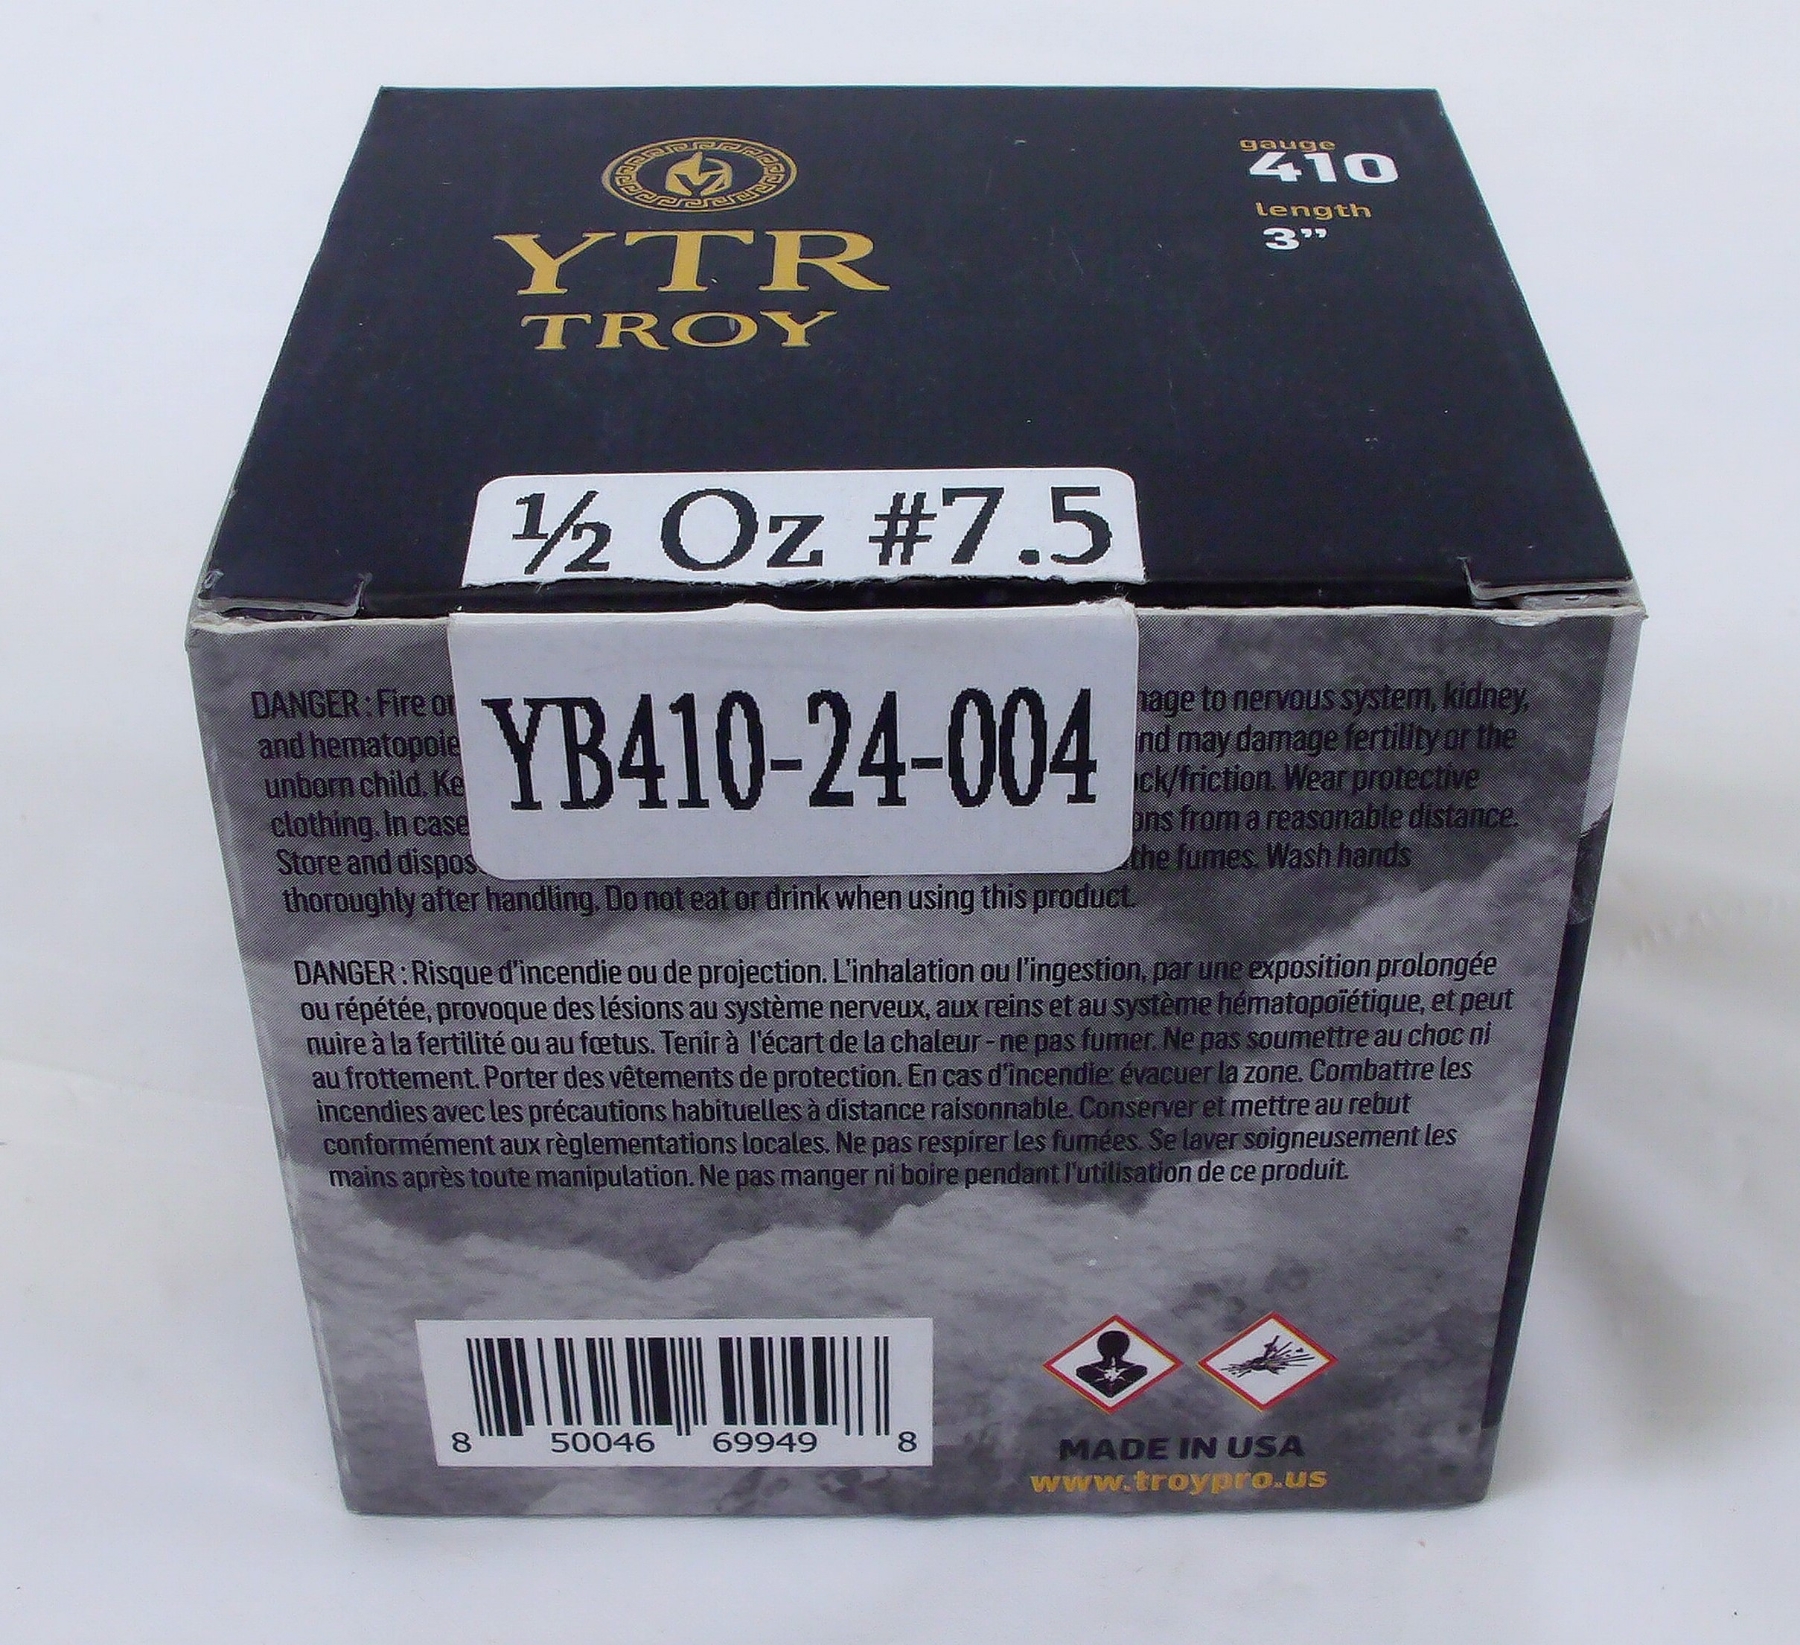 gauge
410
length
3”
YTR
TROY
½ Oz #7.5
YB410-24-004
DANGER : Fire or nage to nervous system, kidney,
and hematopoie nd may damage fertility or the
unborn child. Ke ck/friction. Wear protective
clothing. In case ons from a reasonable distance.
Store and dispos the fumes. Wash hands
thoroughly after handling. Do not eat or drink when using this product.
DANGER : Risque d'incendie ou de projection. L'inhalation ou l'ingestion, par une exposition prolongée
ou répétée, provoque des lésions au système nerveux, aux reins et au système hématopoïétique, et peut
nuire à la fertilité ou au fœtus. Tenir à l'écart de la chaleur - ne pas fumer. Ne pas soumettre au choc ni
au frottement. Porter des vêtements de protection. En cas d'incendie: évacuer la zone. Combattre les
incendies avec les précautions habituelles à distance raisonnable. Conserver et mettre au rebut
conformément aux règlementations locales. Ne pas respirer les fumées. Se laver soigneusement les
mains après toute manipulation. Ne pas manger ni boire pendant l'utilisation de ce produit.
8 50046 69949 8
MADE IN USA
www.troypro.us